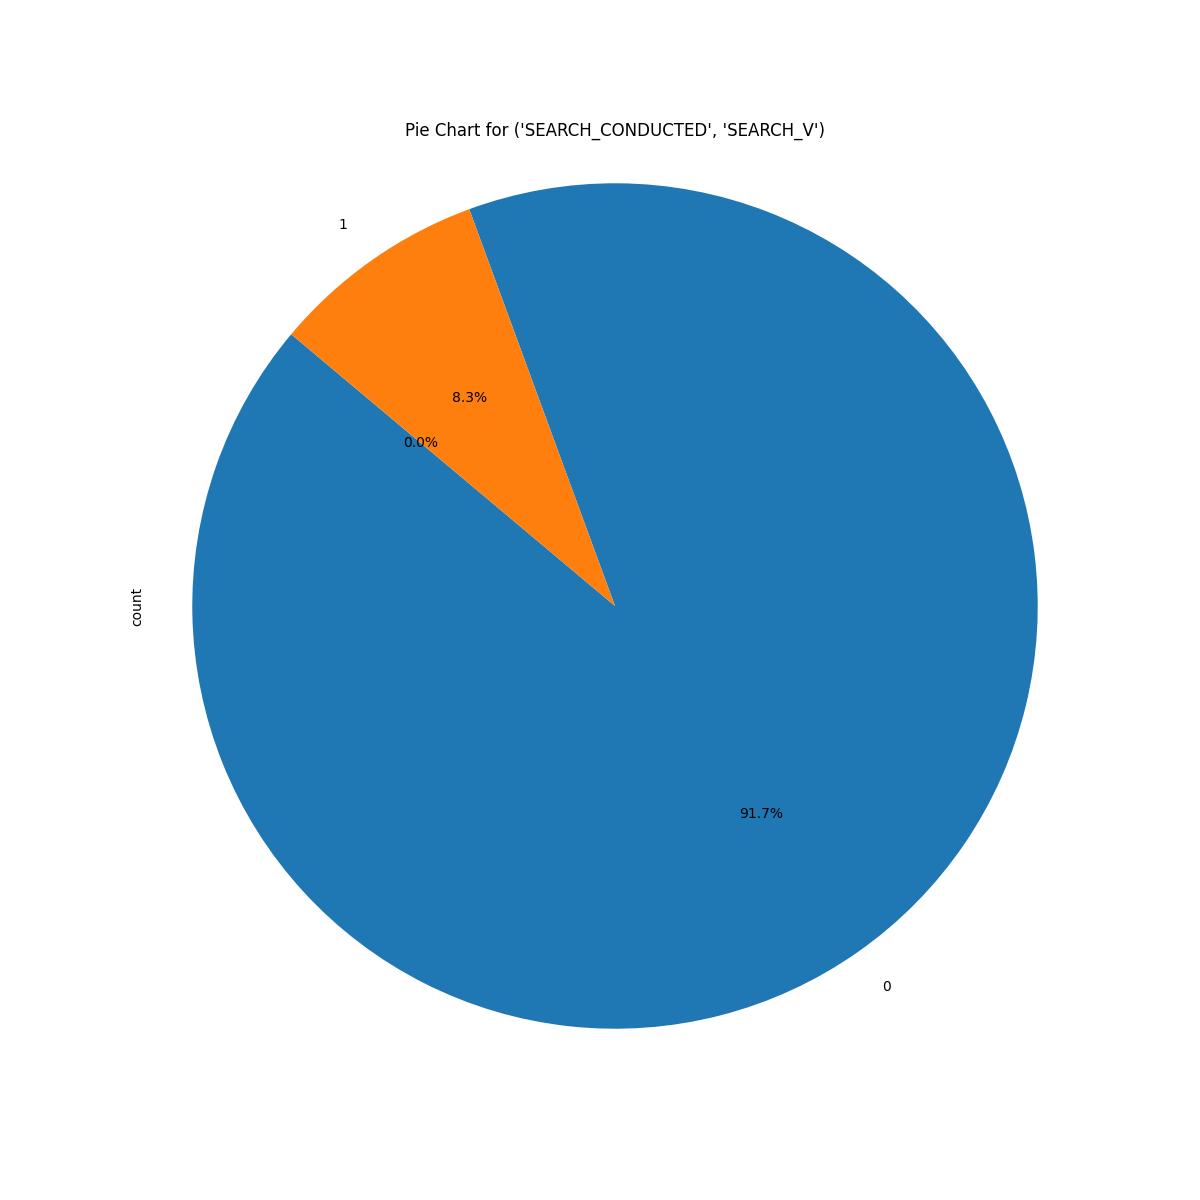 Pie Chart for ('SEARCH_CONDUCTED', 'SEARCH_V')
1
8.3%
0.0%
count
91.7%
0